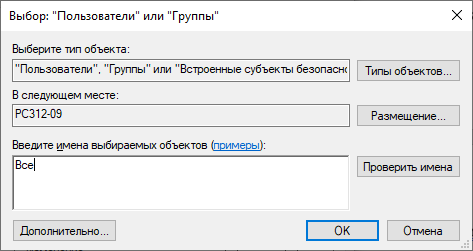 Выбор: "Пользователи" или "Группы"
Выберите тип объекта:
"Пользователи", "Группы" или "Встроенные субъекты безопасно
Типы объектов...
В следующем месте:
PC312-09
Размещение...
Введите имена выбираемых объектов (примеры):
Все
Проверить имена
Дополнительно...
OK
Отмена